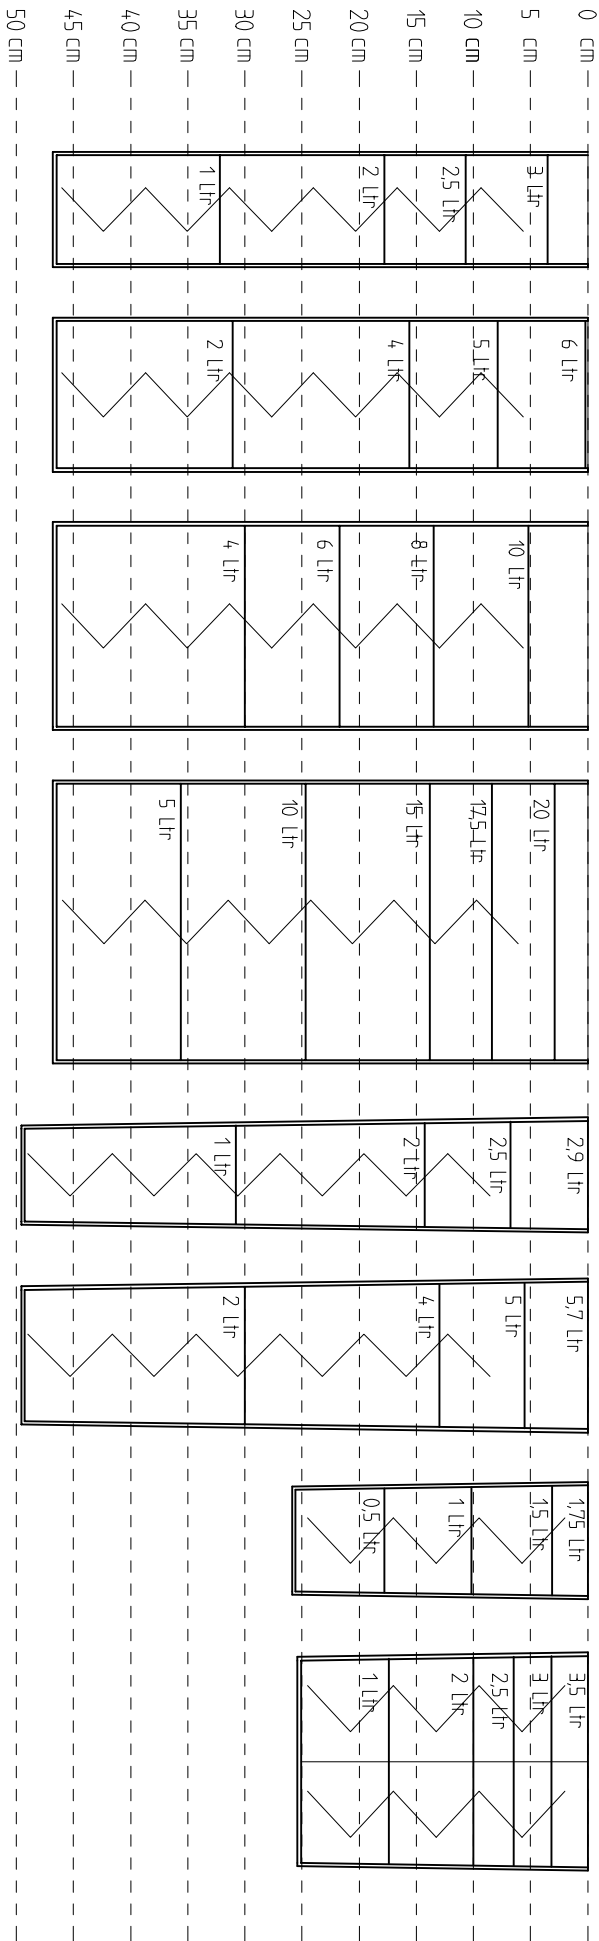 0 cm
5
10 cm
15 cm
20 cm
25 cm
30 cm
35 cm
40 cm
45 cm
50 cm
3 Ltr
2,5 Ltr
2 Ltr
1 Ltr
6 Ltr
5 Ltr
4 Ltr
2 Ltr
10 Ltr
8 Ltr
6 Ltr
4 Ltr
20 Ltr
17,5 Ltr
15 Ltr
10 Ltr
5 Ltr
2,9 Ltr
2,5 Ltr
2 Ltr
1 Ltr
5,7 Ltr
5 Ltr
4 Ltr
2 Ltr
1,75 Ltr
1,5 Ltr
1 Ltr
0,5 Ltr
3,5 Ltr
3 Ltr
2,5 Ltr
2 Ltr
1 Ltr